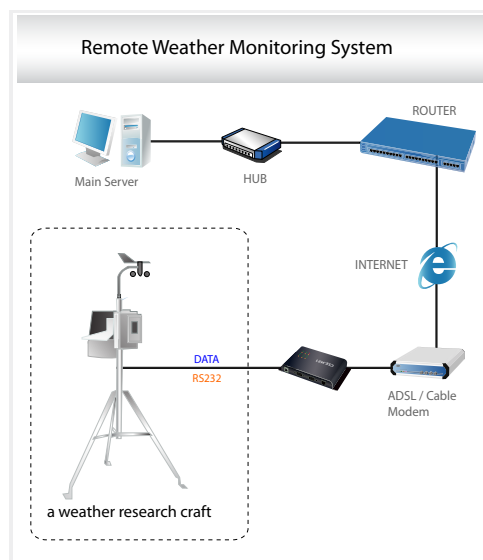 Remote Weather Monitoring System
ROUTER
Main Server
HUB
INTERNET
DATA
RS232
ADSL / Cable
Modem
a weather research craft